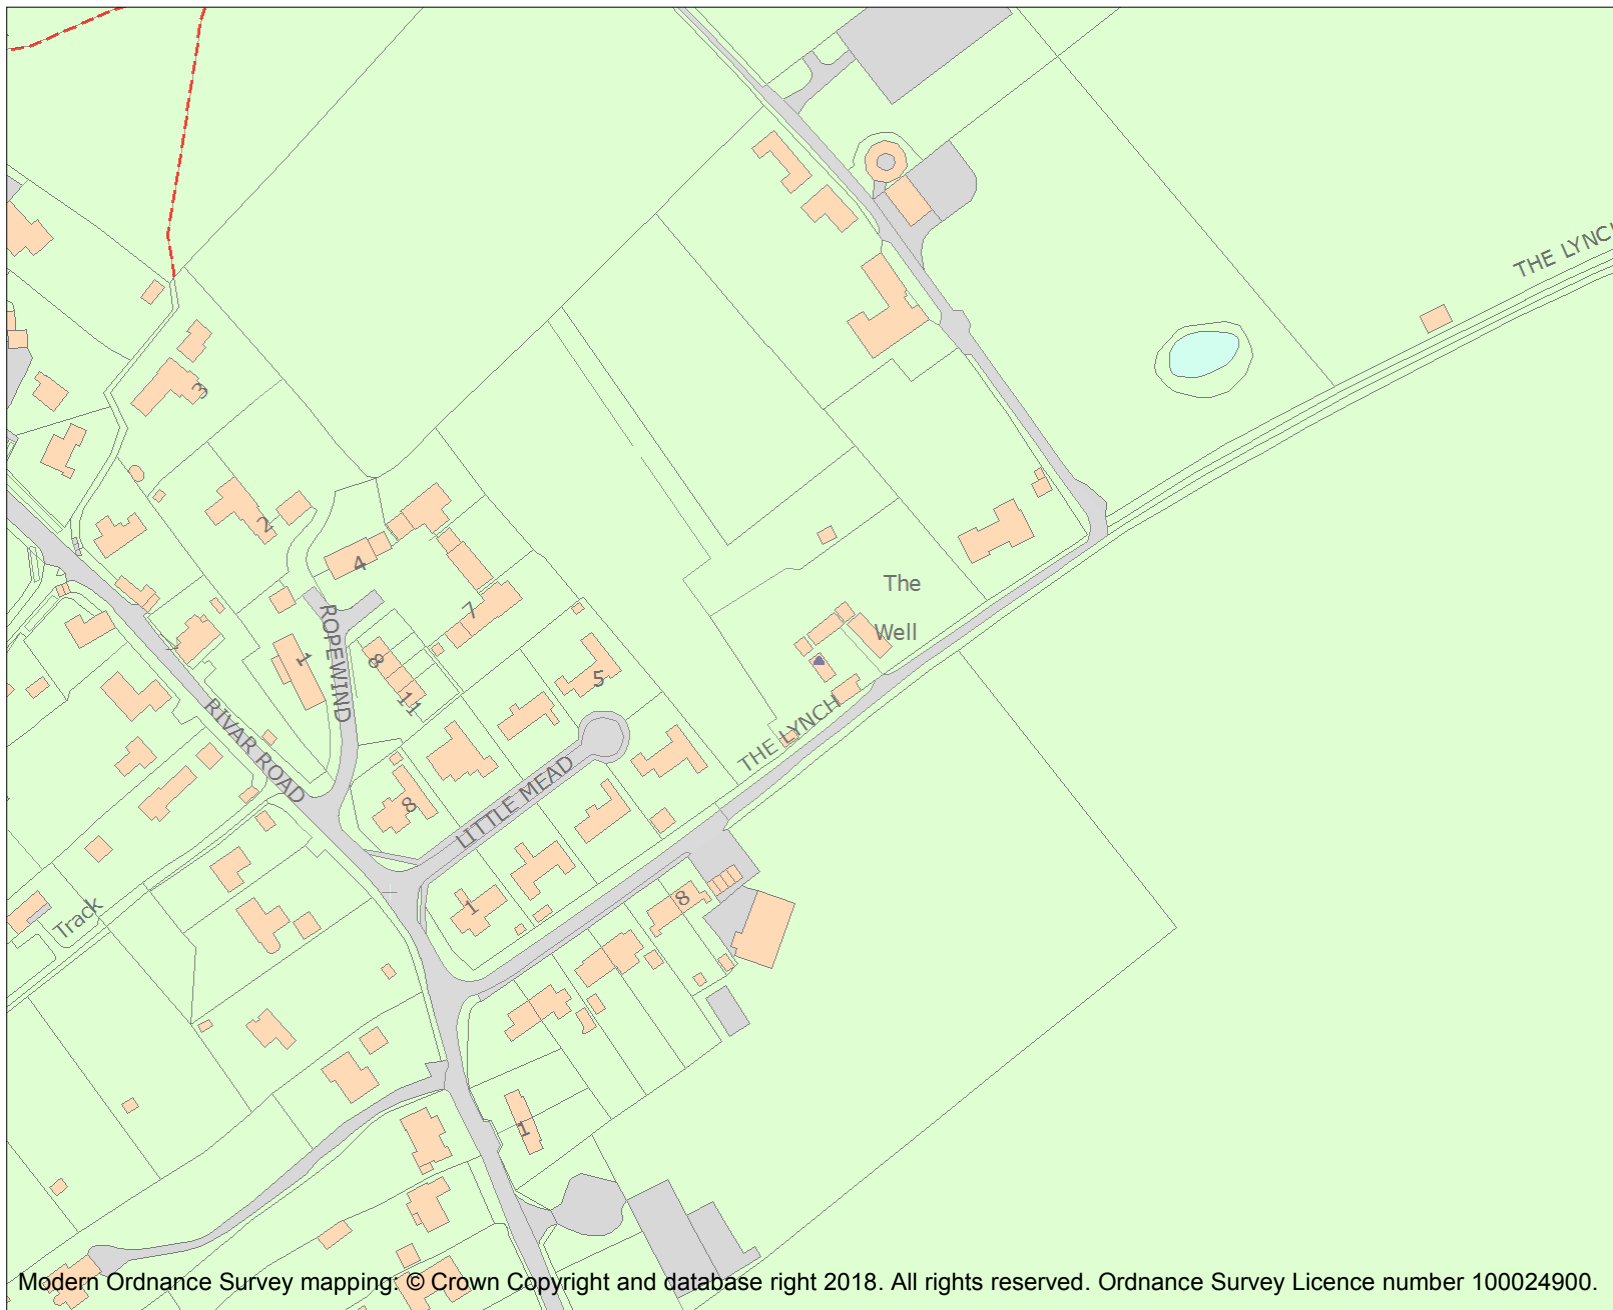 THE LYNCH
3
2
4
The
7
ROPEWIND
Well
1
8
5
11
RIVAR ROAD
THE LYNCH
LITTLE MEAD
8
1
8
Track
1
Modern Ordnance Survey mapping: © Crown Copyright and database right 2018. All rights reserved. Ordnance Survey Licence number 100024900.